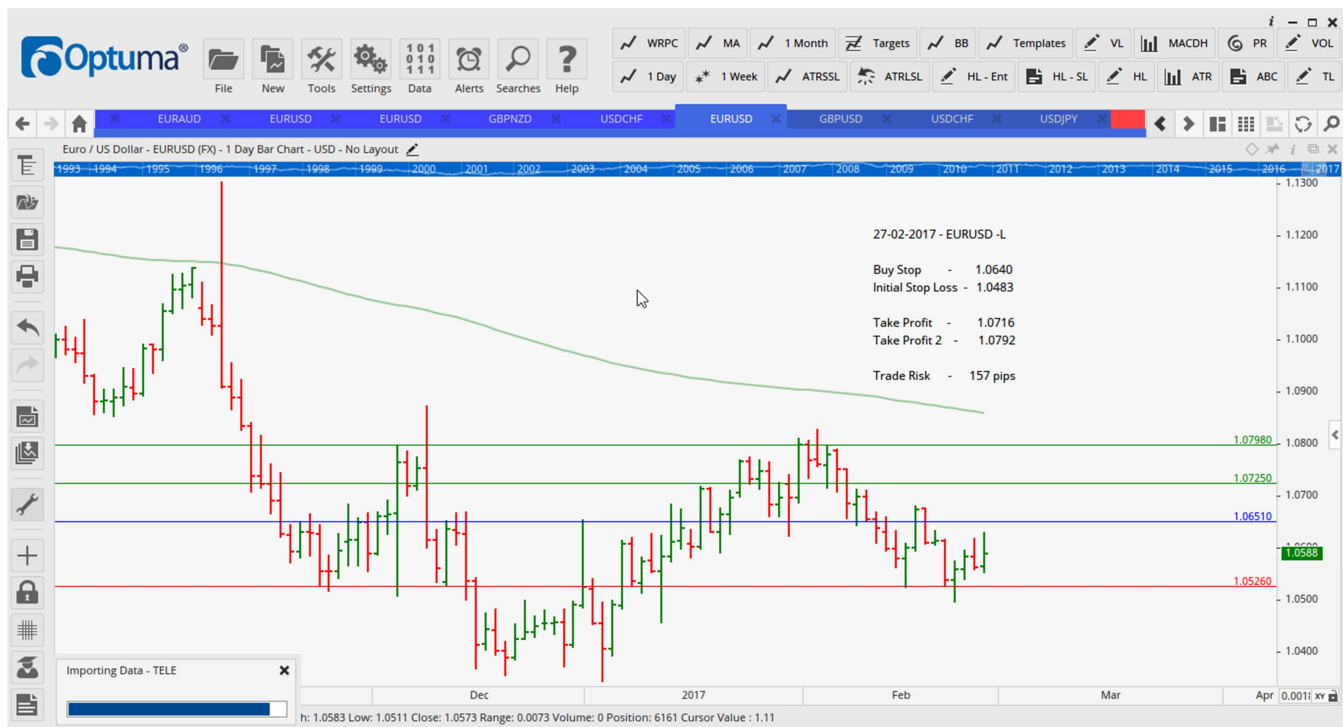 Optuma®
File
New
Tools
Settings
101
010
111
Data
Alerts
Searches
?
Help
i
WRPC
MA
1 Month
Targets
BB
Templates
VL
MACDH
PR
VOL
1 Day
1 Week
ATRSSL
ATRLSL
HL - Ent
HL - SL
HL
ATR
ABC
TL
EURAUD
EURUSD
EURUSD
GBPNZD
USDCHF
EURUSD
GBPUSD
USDCHF
USDJPY
Euro / US Dollar - EURUSD (FX) - 1 Day Bar Chart - USD - No Layout
i
1993 1994 1995 1996 1997 1998 1999 2000 2001 2002 2003 2004 2005 2006 2007 2008 2009 2010 2011 2012 2013 2014 2015 2016 2017
1.1300
1.1200
1.1100
1.1000
1.0900
1.0800
1.0700
1.0600
1.0500
1.0400
27-02-2017 - EURUSD -L
Buy Stop - 1.0640
Initial Stop Loss - 1.0483
Take Profit - 1.0716
Take Profit 2 - 1.0792
Trade Risk - 157 pips
1.07980
1.07250
1.06510
1.0588
1.05260
Importing Data - TELE
Dec 2017 Feb Mar Apr
XY
h: 1.0583 Low: 1.0511 Close: 1.0573 Range: 0.0073 Volume: 0 Position: 6161 Cursor Value : 1.11